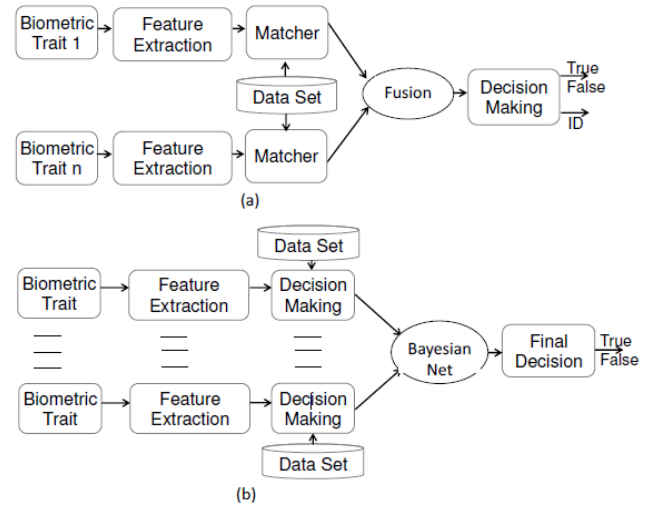 Biometric
Trait 1
Feature
Extraction
Matcher
Data Set
Biometric
Trait n
Feature
Extraction
Matcher
Fusion
Decision
Making
True
False
ID
(a)
Data Set
Biometric
Trait
Feature
Extraction
Decision
Making
Biometric
Trait
Feature
Extraction
Decision
Making
Data Set
Bayesian
Net
Final
Decision
True
False
(b)